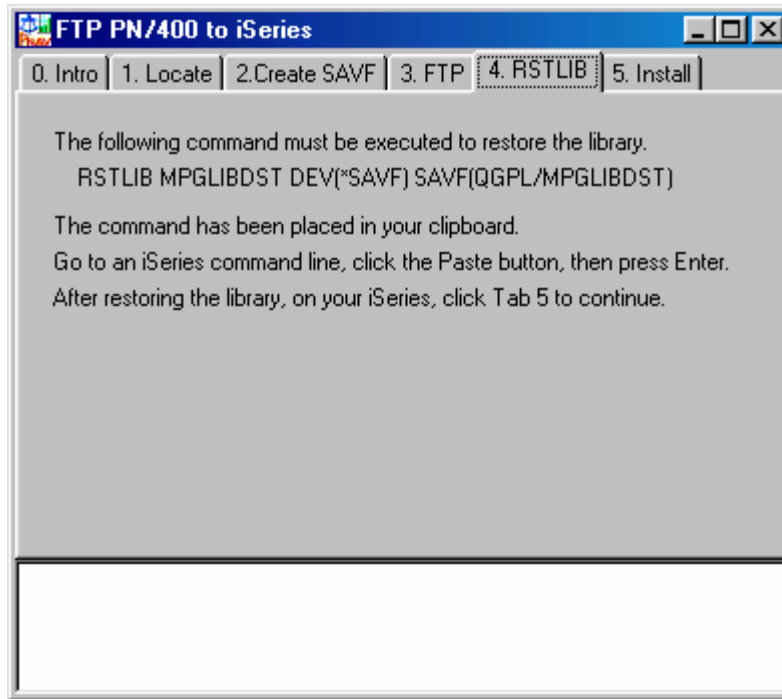 FTP PN/400 to iSeries
0. Intro
1. Locate
2.Create SAVF
3. FTP
4. RSTLIB
5. Install
The following command must be executed to restore the library.
RSTLIB MPGLIBDST DEV(*SAVF) SAVF(QGPL/MPGLIBDST)
The command has been placed in your clipboard.
Go to an iSeries command line, click the Paste button, then press Enter.
After restoring the library, on your iSeries, click Tab 5 to continue.